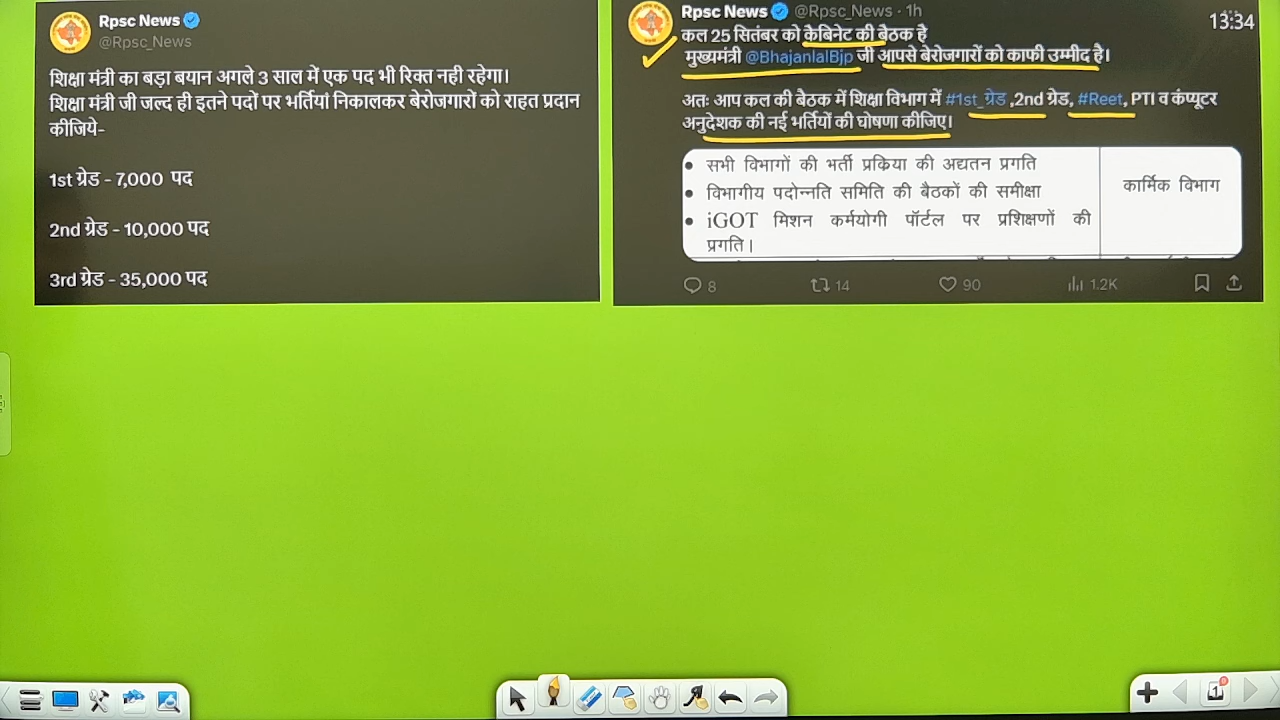 Rpsc News
@Rpsc_News
शिक्षा मंत्री का बड़ा बयान अगले 3 साल में एक पद भी रिक्त नही रहेगा।
शिक्षा मंत्री जी जल्द ही इतने पदों पर भर्तियां निकालकर बेरोजगारों को राहत प्रदान
कीजिये-
1st ग्रेड - 7,000 पद
2nd ग्रेड - 10,000 पद
3rd ग्रेड - 35,000 पद
Rpsc News @Rpsc_News · 1h
13:34
कल 25 सितंबर को कैबिनेट की बैठक है
मुख्यमंत्री @BhajanlalBjp जी आपसे बेरोजगारों को काफी उम्मीद है।
अतः आप कल की बैठक में शिक्षा विभाग में #1st_ग्रेड ,2nd ग्रेड, #Reet, PTI व कंप्यूटर
अनुदेशक की नई भर्तियों की घोषणा कीजिए।
• सभी विभागों की भर्ती प्रक्रिया की अद्यतन प्रगति
• विभागीय पदोन्नति समिति की बैठकों की समीक्षा
• iGOT मिशन कर्मयोगी पॉर्टल पर प्रशिक्षणों की
प्रगति।
कार्मिक विभाग
8 14 90 1.2K
1